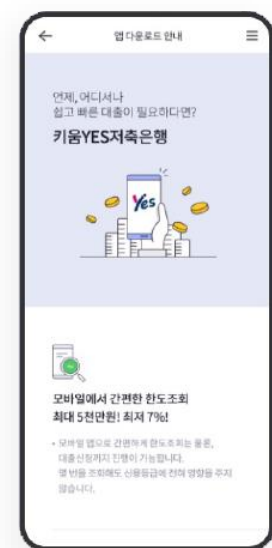 앱 다운로드 안내
언제, 어디서나
쉽고 빠른 대출이 필요하다면?
키움YES저축은행
Yes
모바일에서 간편한 한도조회
최대 5천만원! 최저 7%!
• 모바일 앱으로 간편하게 한도조회는 물론,
대출신청까지 진행이 가능합니다.
몇 번을 조회해도 신용등급에 전혀 영향을 주지
않습니다.